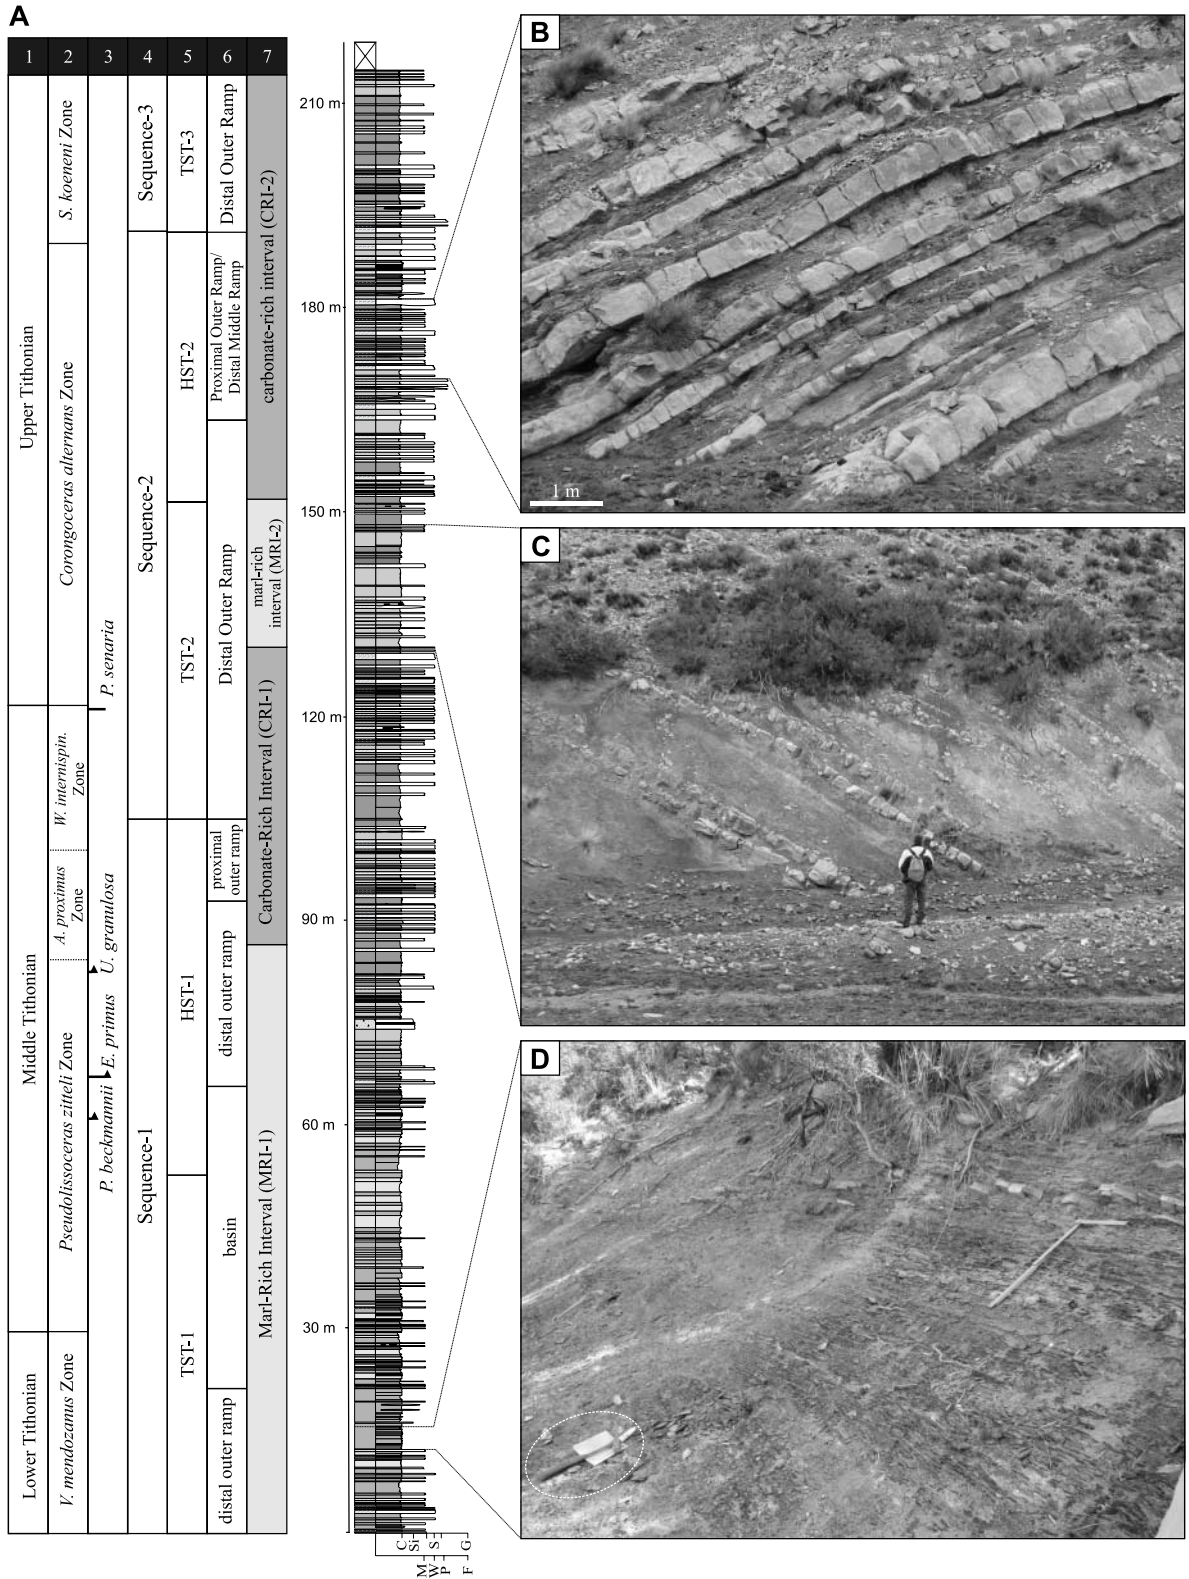 A
1 2 3 4 5 6 7
Upper Tithonian
Middle Tithonian
Lower Tithonian
S. koeneni Zone
Corongoceras alternans Zone
W. internispin.
Zone
A. proximus
Zone
Pseudolissoceras zitteli Zone
V. mendozanus Zone
P. senaria
U. granulosa
E. primus
P. beckmannii
Sequence-3
Sequence-2
Sequence-1
TST-3
HST-2
TST-2
HST-1
TST-1
Distal Outer Ramp
Proximal Outer Ramp/
Distal Middle Ramp
Distal Outer Ramp
proximal
outer ramp
distal outer ramp
basin
distal outer ramp
carbonate-rich interval (CRI-2)
marl-rich
interval (MRI-2)
Carbonate-Rich Interval (CRI-1)
Marl-Rich Interval (MRI-1)
210 m
180 m
150 m
120 m
90 m
60 m
30 m
C Si S G
M W P F
B
1 m
C
D